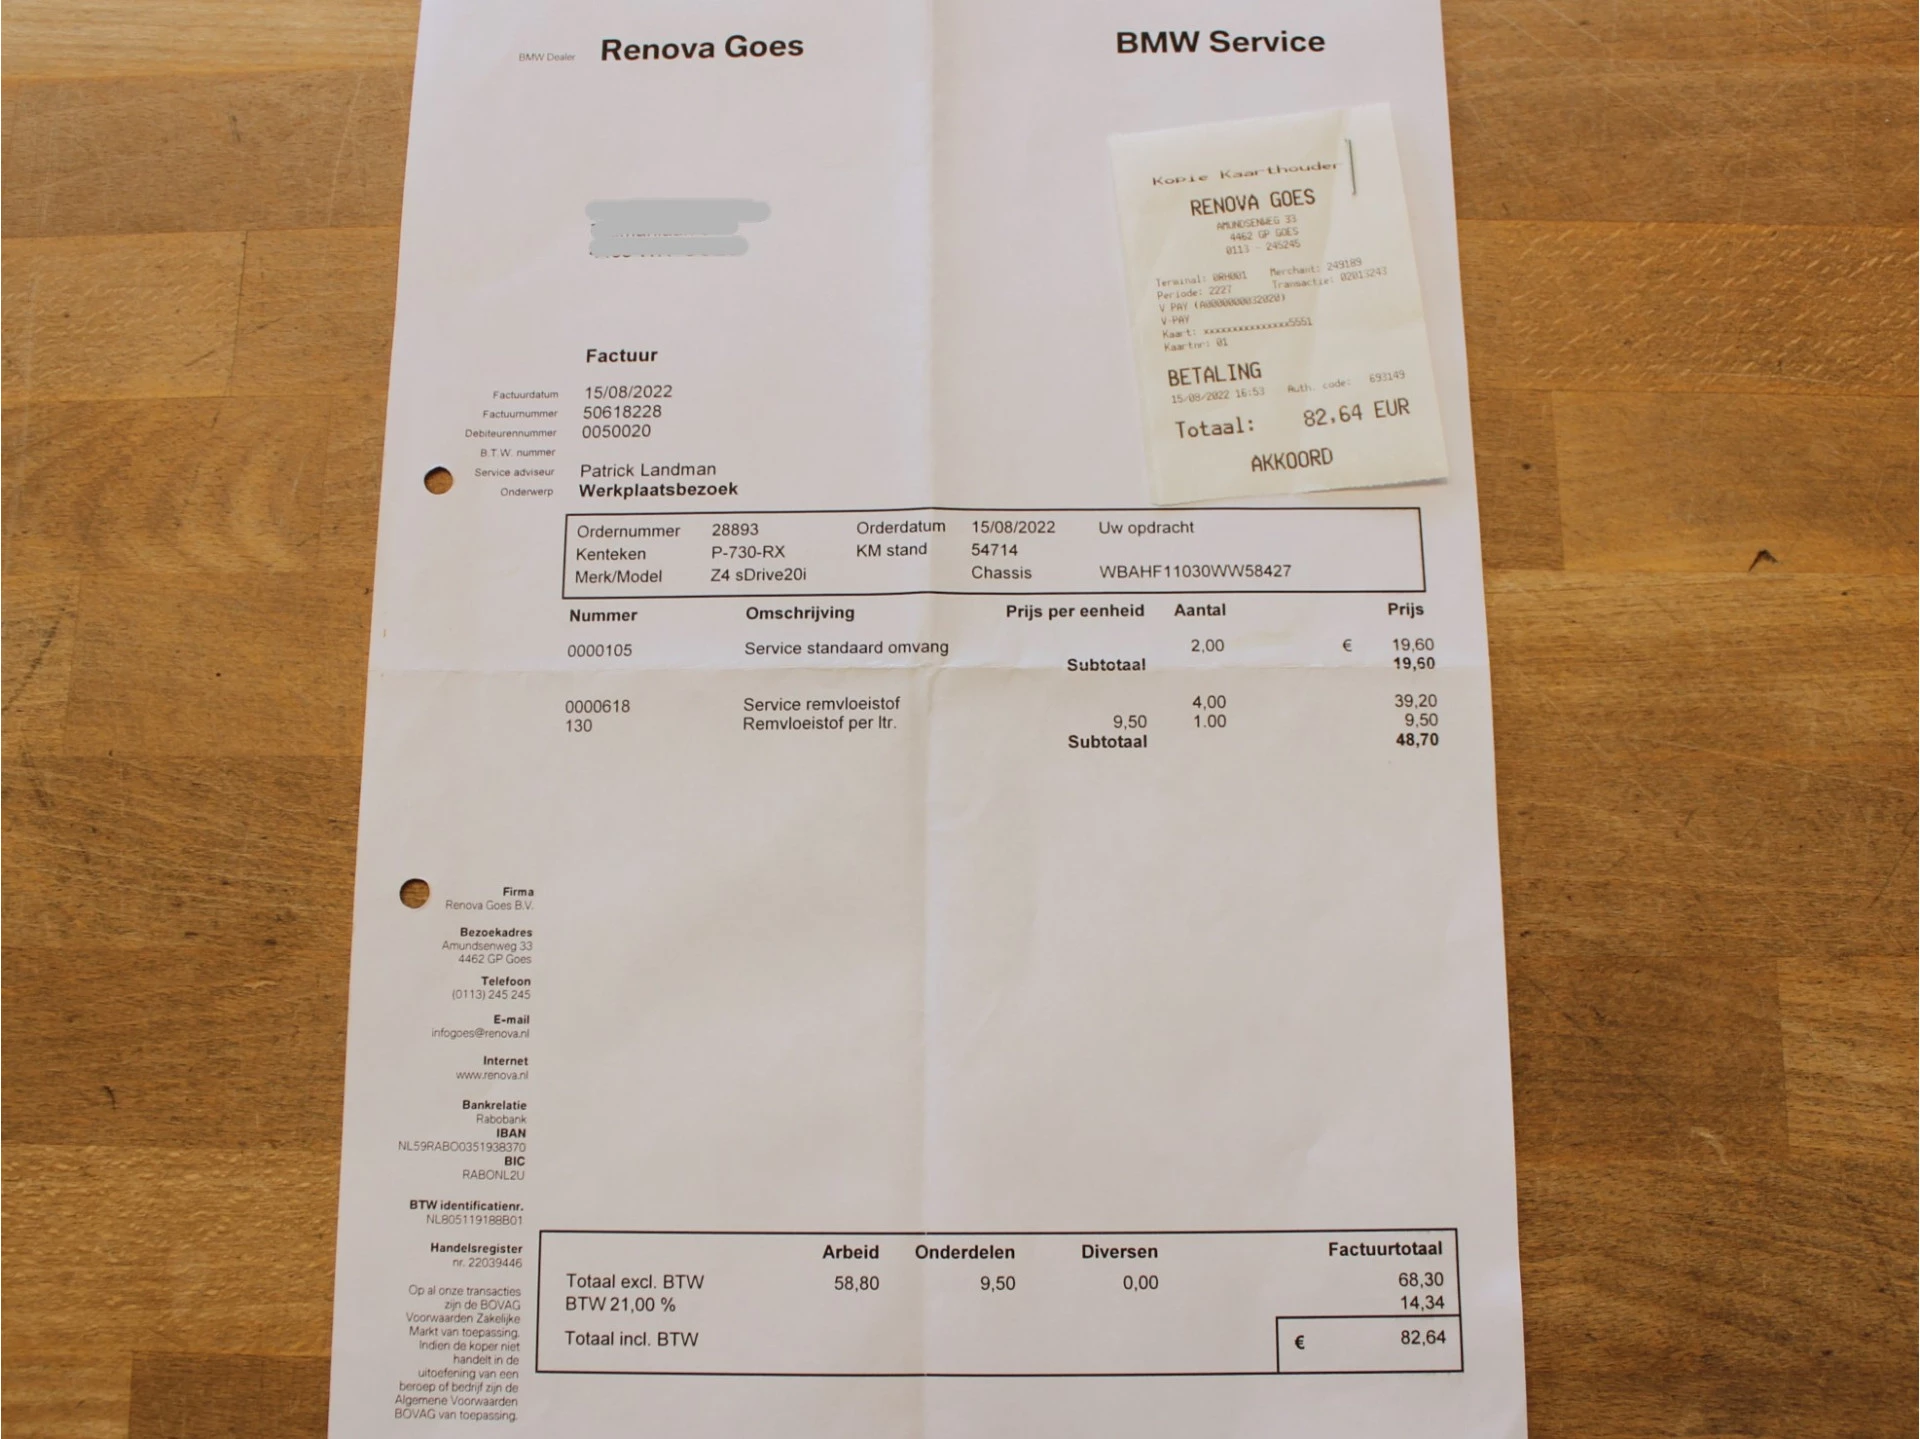 BMW Dealer Renova Goes BMW Service
Kopie Kaarthouder
RENOVA GOES
AMUNDSENWEG 33
4462 GP GOES
0113 - 245245
Terminal: 0RH001 Merchant: 249189
Periode: 2227 Transactie: 02013243
V PAY (A0000000032020)
V-PAY
Kaart: xxxxxxxxxxxxxxx5551
Kaartnr: 01
BETALING
15/08/2022 16:53 Auth. code: 693149
Totaal: 82,64 EUR
AKKOORD
Factuur
Factuurdatum 15/08/2022
Factuurnummer 50618228
Debiteurennummer 0050020
B.T.W. nummer
Service adviseur Patrick Landman
Onderwerp Werkplaatsbezoek
Ordernummer 28893 Orderdatum 15/08/2022 Uw opdracht
Kenteken P-730-RX KM stand 54714
Merk/Model Z4 sDrive20i Chassis WBAHF11030WW58427
Nummer Omschrijving Prijs per eenheid Aantal Prijs
0000105 Service standaard omvang 2,00 € 19,60
Subtotaal 19,60
0000618 Service remvloeistof 4,00 39,20
130 Remvloeistof per ltr. 9,50 1.00 9,50
Subtotaal 48,70
Firma
Renova Goes B.V.
Bezoekadres
Amundsenweg 33
4462 GP Goes
Telefoon
(0113) 245 245
E-mail
infogoes@renova.nl
Internet
www.renova.nl
Bankrelatie
Rabobank
IBAN
NL59RABO0351938370
BIC
RABONL2U
BTW identificatienr.
NL805119188B01
Handelsregister
nr. 22039446
Op al onze transacties
zijn de BOVAG
Voorwaarden Zakelijke
Markt van toepassing.
Indien de koper niet
handelt in de
uitoefening van een
beroep of bedrijf zijn de
Algemene Voorwaarden
BOVAG van toepassing.
Arbeid Onderdelen Diversen Factuurtotaal
Totaal excl. BTW 58,80 9,50 0,00 68,30
BTW 21,00 % 14,34
Totaal incl. BTW € 82,64